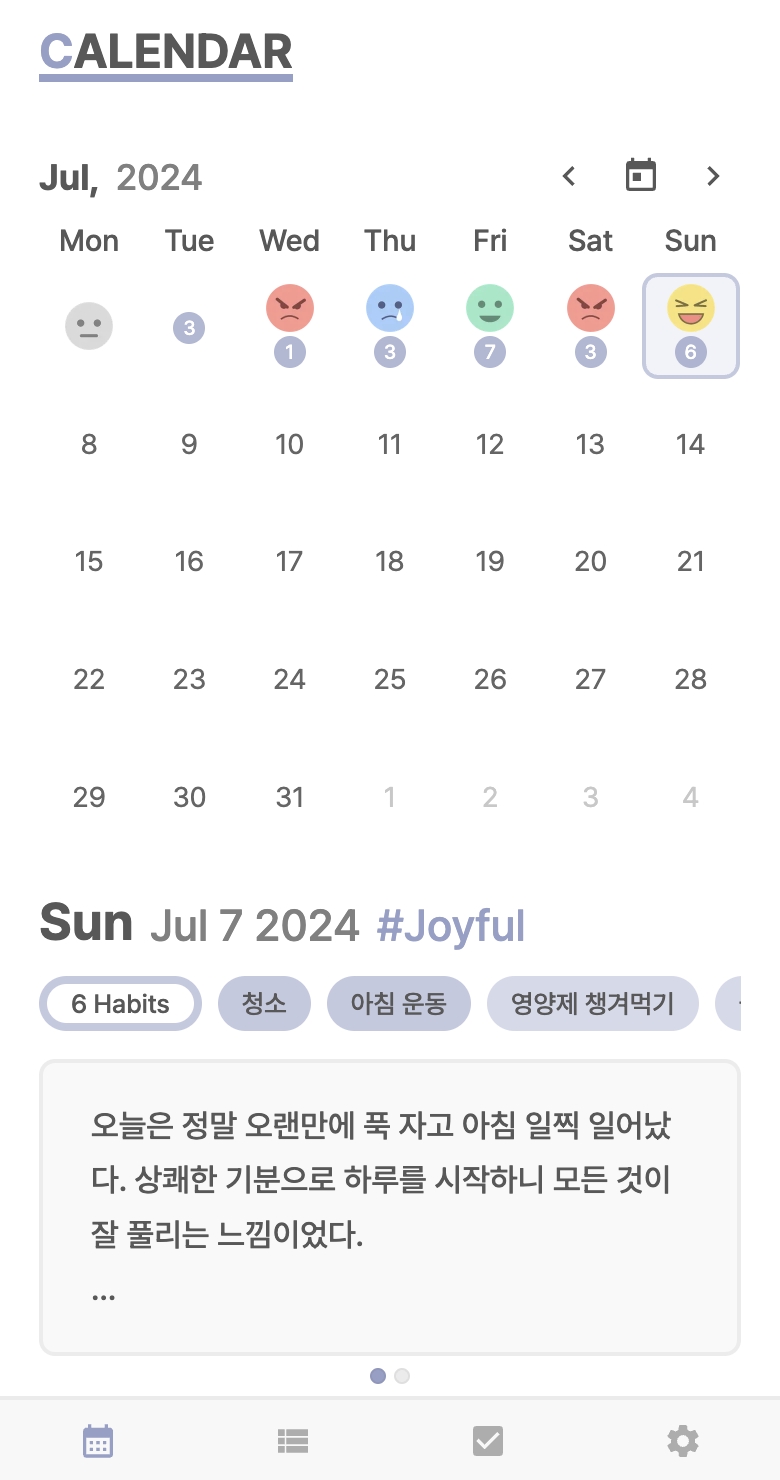 CALENDAR
Jul, 2024
Mon Tue Wed Thu Fri Sat Sun
3 1 3 7 3 6
8 9 10 11 12 13 14
15 16 17 18 19 20 21
22 23 24 25 26 27 28
29 30 31 1 2 3 4
Sun Jul 7 2024 #Joyful
6 Habits 청소 아침 운동 영양제 챙겨먹기
오늘은 정말 오랜만에 푹 자고 아침 일찍 일어났
다. 상쾌한 기분으로 하루를 시작하니 모든 것이
잘 풀리는 느낌이었다.
...